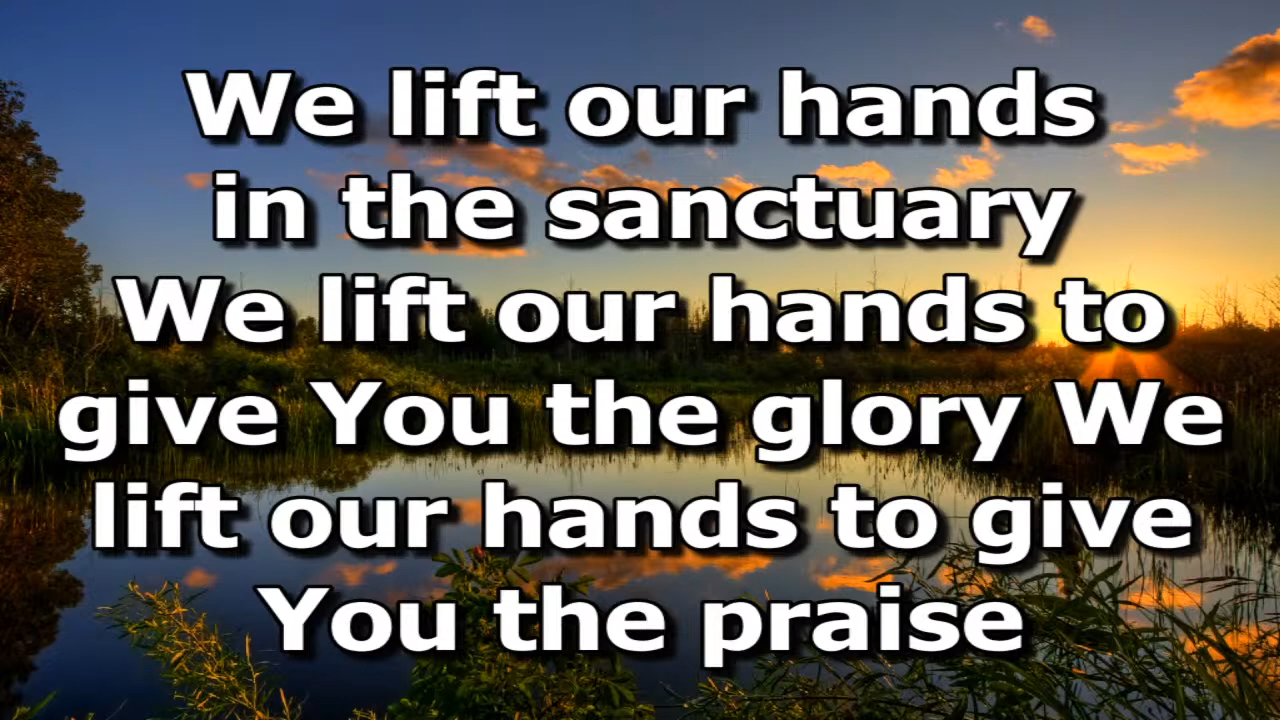 We lift our hands
in the sanctuary
We lift our hands to
give You the glory We
lift our hands to give
You the praise